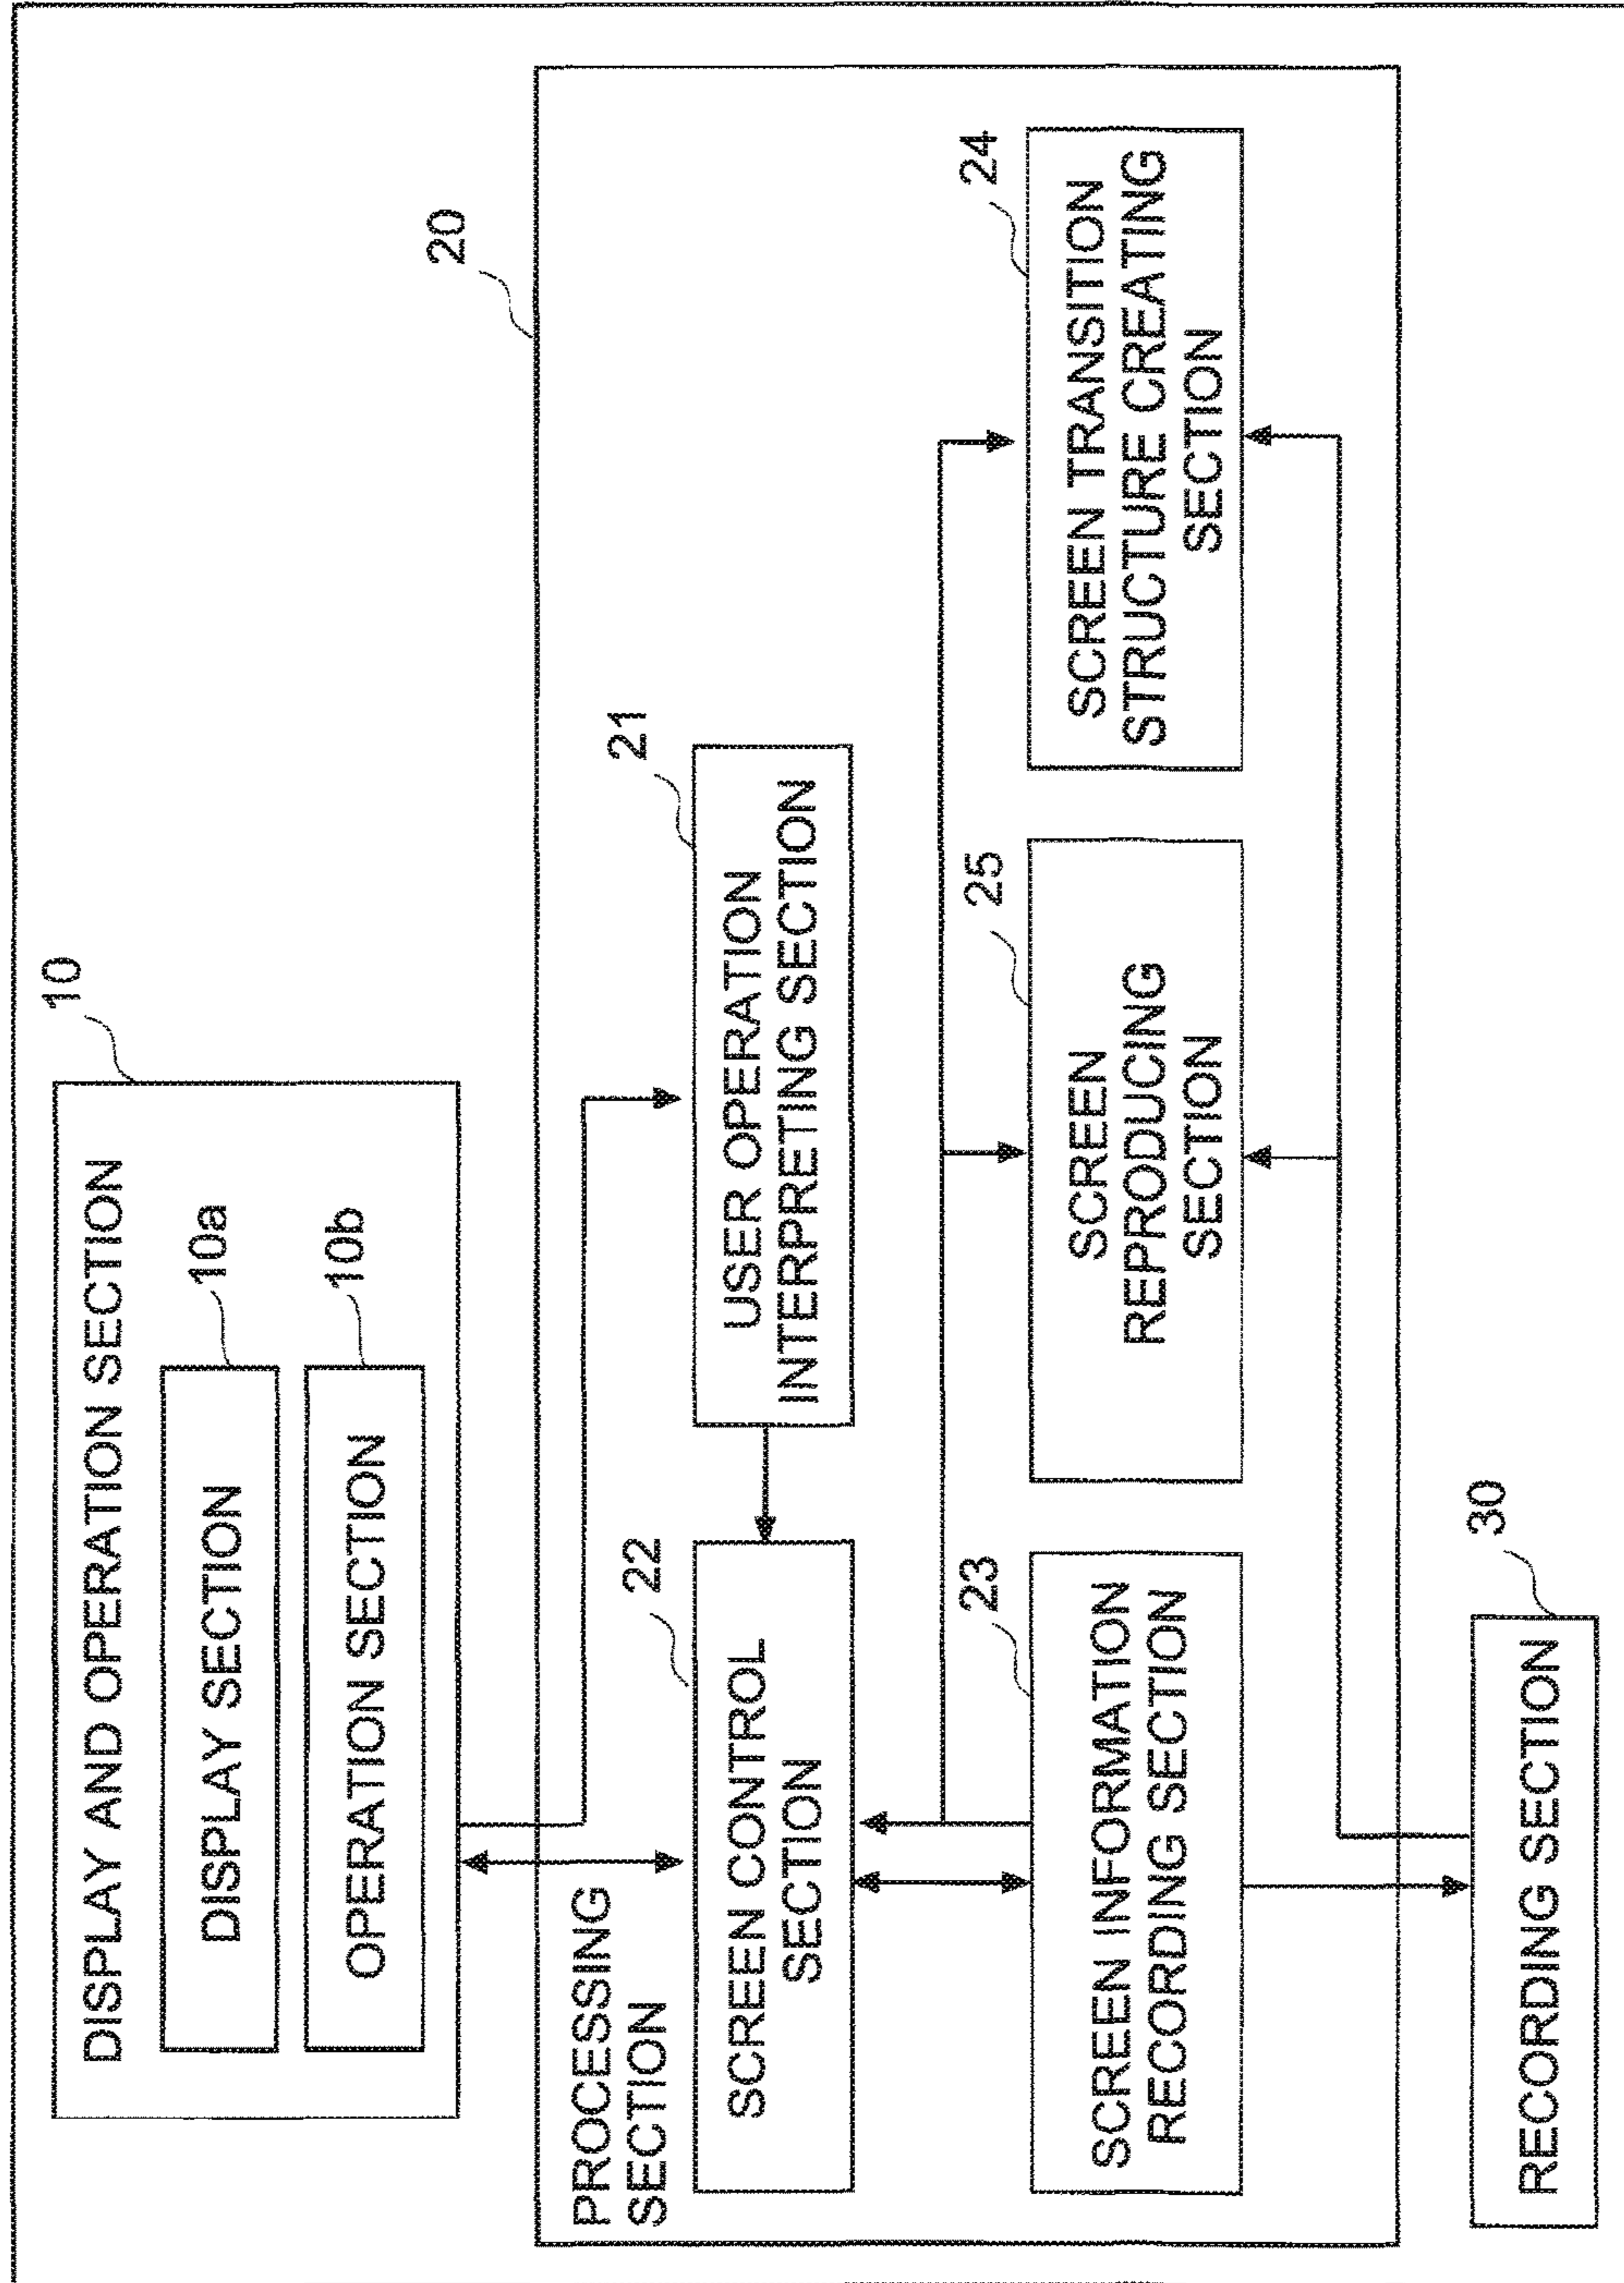 DISPLAY AND OPERATION SECTION
10
DISPLAY SECTION
10a
OPERATION SECTION
10b
20
PROCESSING
SECTION
SCREEN CONTROL
SECTION
22
USER OPERATION
INTERPRETING SECTION
21
SCREEN INFORMATION
RECORDING SECTION
23
SCREEN
REPRODUCING
SECTION
25
SCREEN TRANSITION
STRUCTURE CREATING
SECTION
24
RECORDING SECTION
30